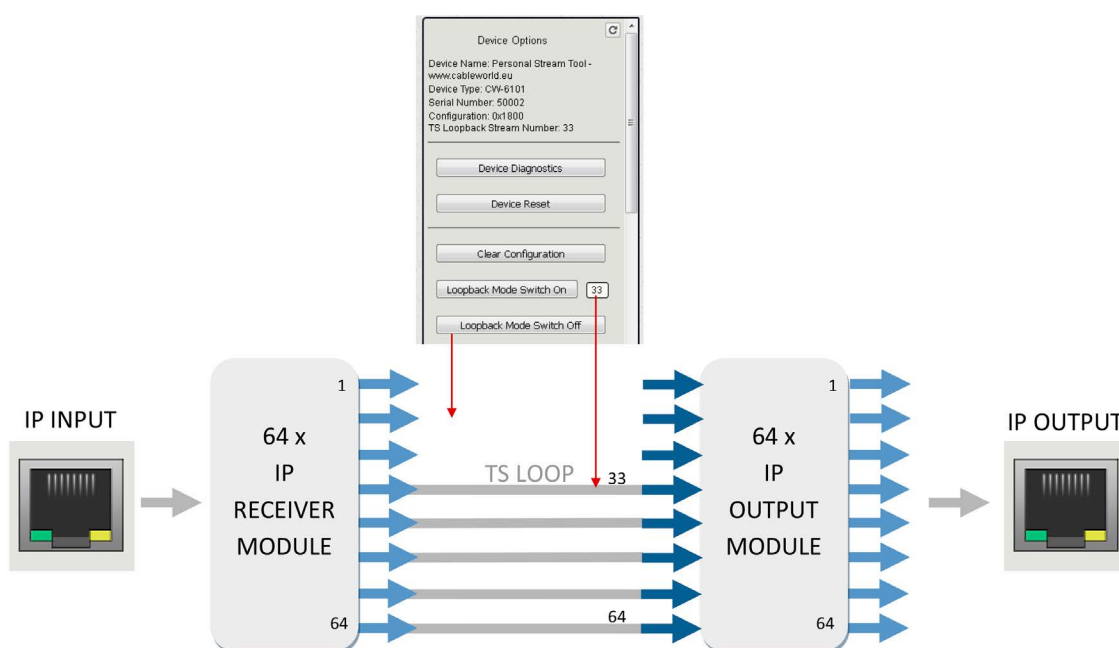 Device Options
Device Name: Personal Stream Tool -
www.cableworld.eu
Device Type: CW-6101
Serial Number: 50002
Configuration: 0x1800
TS Loopback Stream Number: 33
Device Diagnostics
Device Reset
Clear Configuration
Loopback Mode Switch On 33
Loopback Mode Switch Off
IP INPUT
1
64 x
IP
RECEIVER
MODULE
64
TS LOOP 33
64
1
64 x
IP
OUTPUT
MODULE
64
IP OUTPUT